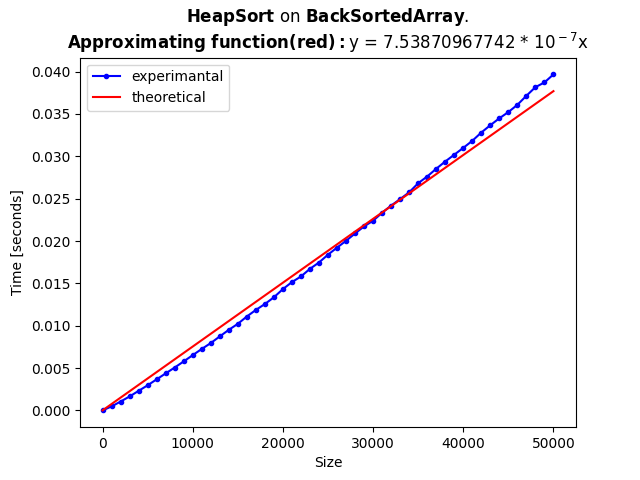 HeapSort on BackSortedArray.
Approximating function(red): y = 7.53870967742 * 10⁻⁷x
experimantal
theoretical
0.040
0.035
0.030
0.025
0.020
0.015
0.010
0.005
0.000
Time [seconds]
0 10000 20000 30000 40000 50000
Size